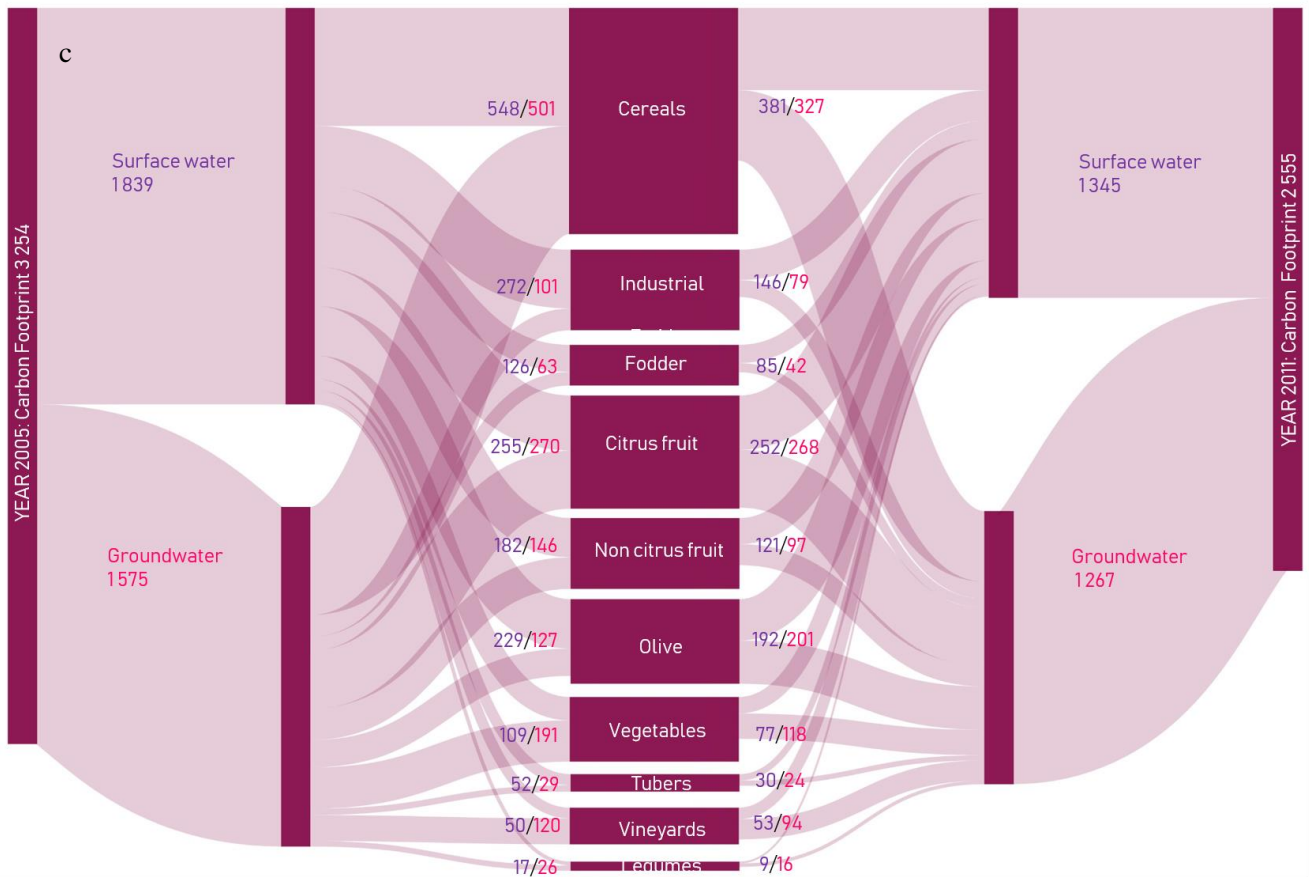 c
YEAR 2005: Carbon Footprint 3 254
Surface water
1839
Groundwater
1575
548/501
Cereals
381/327
272/101
Industrial
146/79
126/63
Fodder
85/42
255/270
Citrus fruit
252/268
182/146
Non citrus fruit
121/97
229/127
Olive
192/201
109/191
Vegetables
77/118
52/29
Tubers
30/24
50/120
Vineyards
53/94
17/26
Legumes
9/16
Surface water
1345
Groundwater
1267
YEAR 2011: Carbon Footprint 2 555